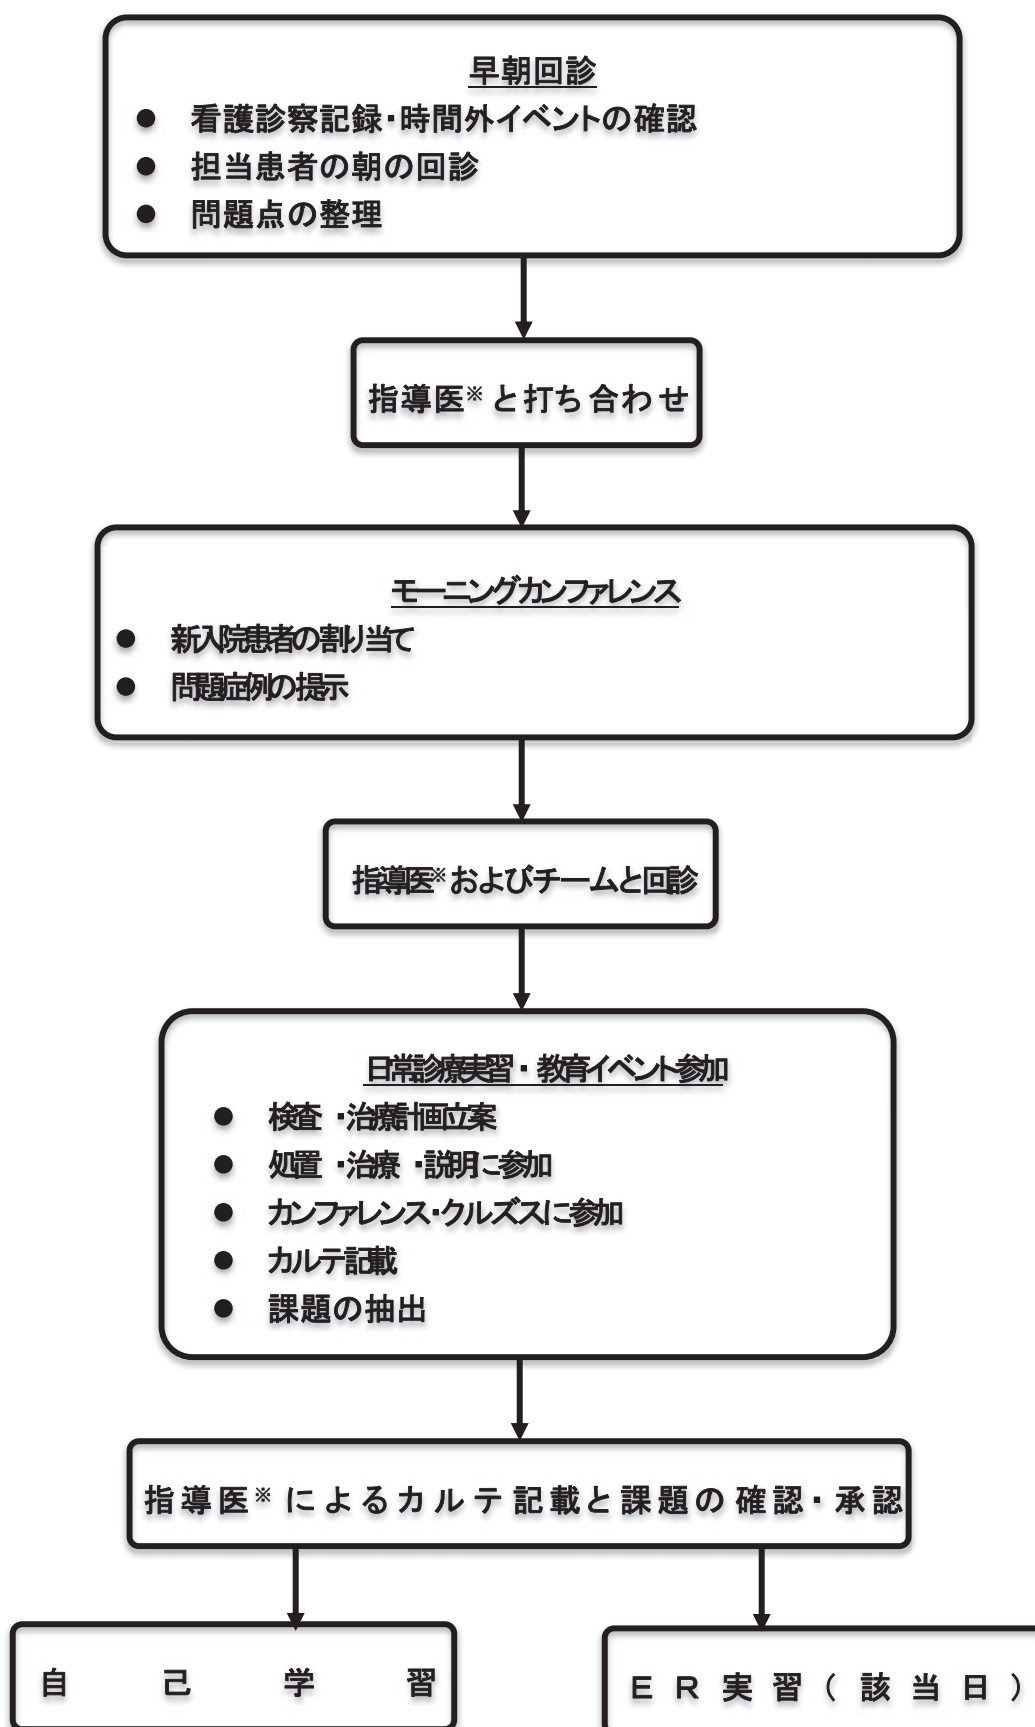 早朝回診
● 看護診察記録・時間外イベントの確認
● 担当患者の朝の回診
● 問題点の整理
指導医※と打ち合わせ
モーニングカンファレンス
● 新入院患者の割り当て
● 問題症例の提示
指導医※およびチームと回診
日常診療実習・教育イベント参加
● 検査・治療計画立案
● 処置・治療・説明に参加
● カンファレンス・クルズスに参加
● カルテ記載
● 課題の抽出
指導医※によるカルテ記載と課題の確認・承認
自己学習
ER実習(該当日)